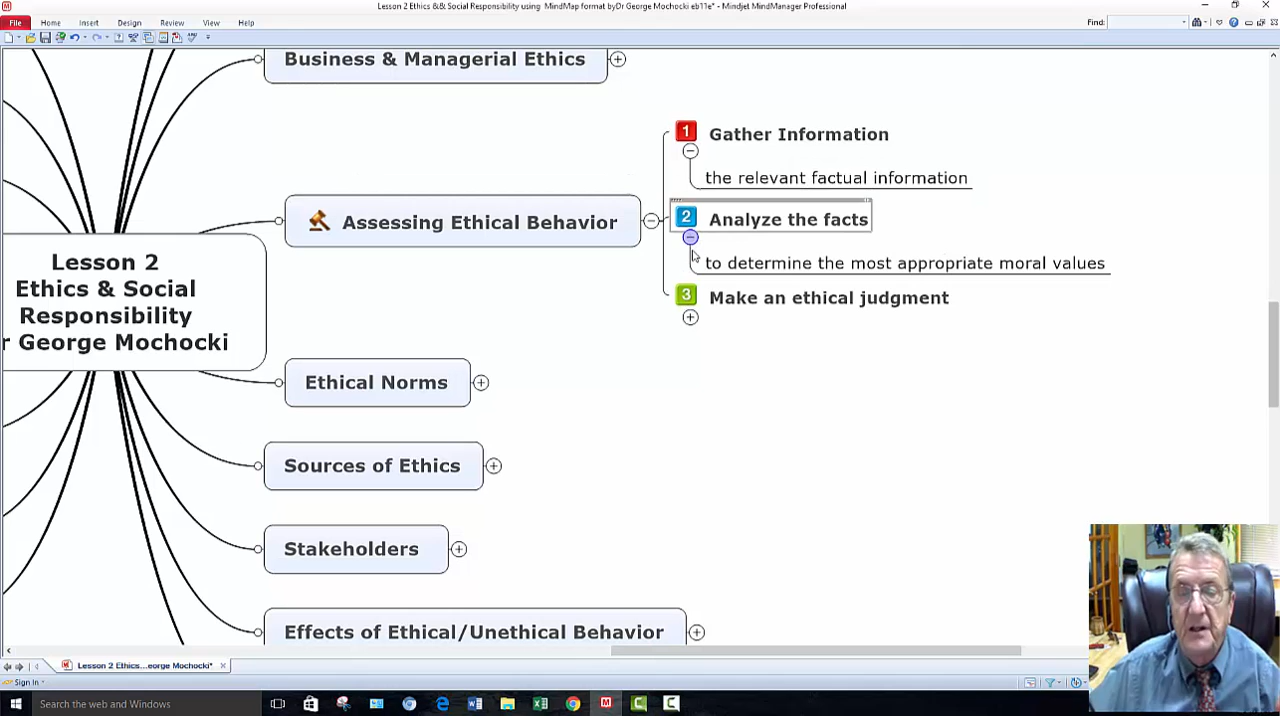 Lesson 2 Ethics && Social Responsibility using MindMap format byDr George Mochocki eb11e* - Mindjet MindManager Professional
File Home Insert Design Review View Help
Find:
Business & Managerial Ethics
1 Gather Information
the relevant factual information
Assessing Ethical Behavior
2 Analyze the facts
to determine the most appropriate moral values
3 Make an ethical judgment
Lesson 2
Ethics & Social
Responsibility
r George Mochocki
Ethical Norms
Sources of Ethics
Stakeholders
Effects of Ethical/Unethical Behavior
Lesson 2 Ethics...eorge Mochocki*
Sign In
Search the web and Windows